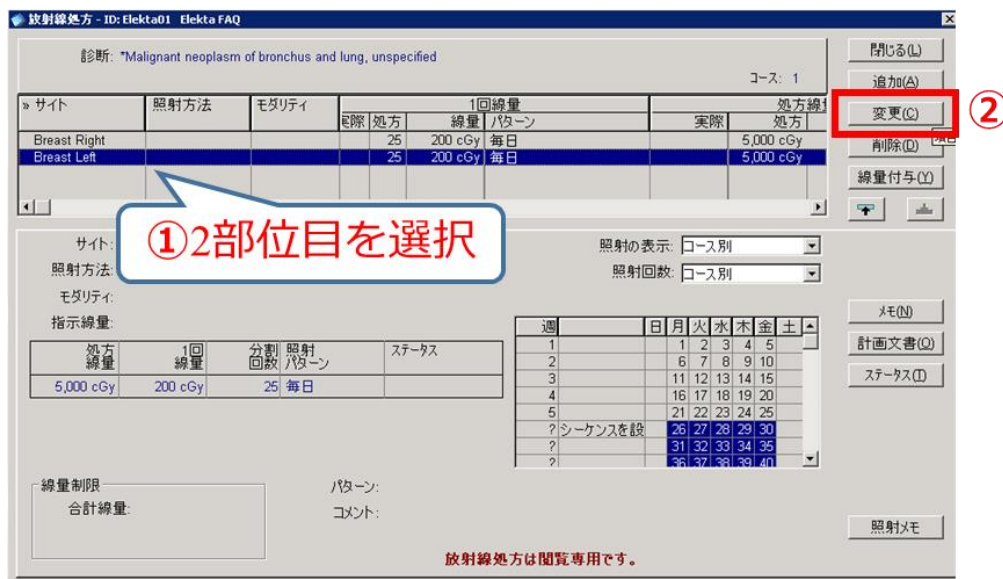 放射線処方 - ID: Elekta01 Elekta FAQ
診断: *Malignant neoplasm of bronchus and lung, unspecified
コース: 1
閉じる(L)
追加(A)
変更(C)
②
削除(D)
線量付与(Y)
» サイト 照射方法 モダリティ 1回線量 処方線
実際 処方 線量 パターン 実際 処方
Breast Right 25 200 cGy 毎日 5,000 cGy
Breast Left 25 200 cGy 毎日 5,000 cGy
①2部位目を選択
サイト:
照射方法:
モダリティ:
指示線量:
照射の表示: コース別
照射回数: コース別
処方線量 1回線量 分割回数 照射パターン ステータス
5,000 cGy 200 cGy 25 毎日
週 日 月 火 水 木 金 土
1 1 2 3 4 5
2 6 7 8 9 10
3 11 12 13 14 15
4 16 17 18 19 20
5 21 22 23 24 25
? シーケンスを設 26 27 28 29 30
? 31 32 33 34 35
? 36 37 38 39 40
メモ(N)
計画文書(O)
ステータス(T)
線量制限
合計線量:
パターン:
コメント:
照射メモ
放射線処方は閲覧専用です。